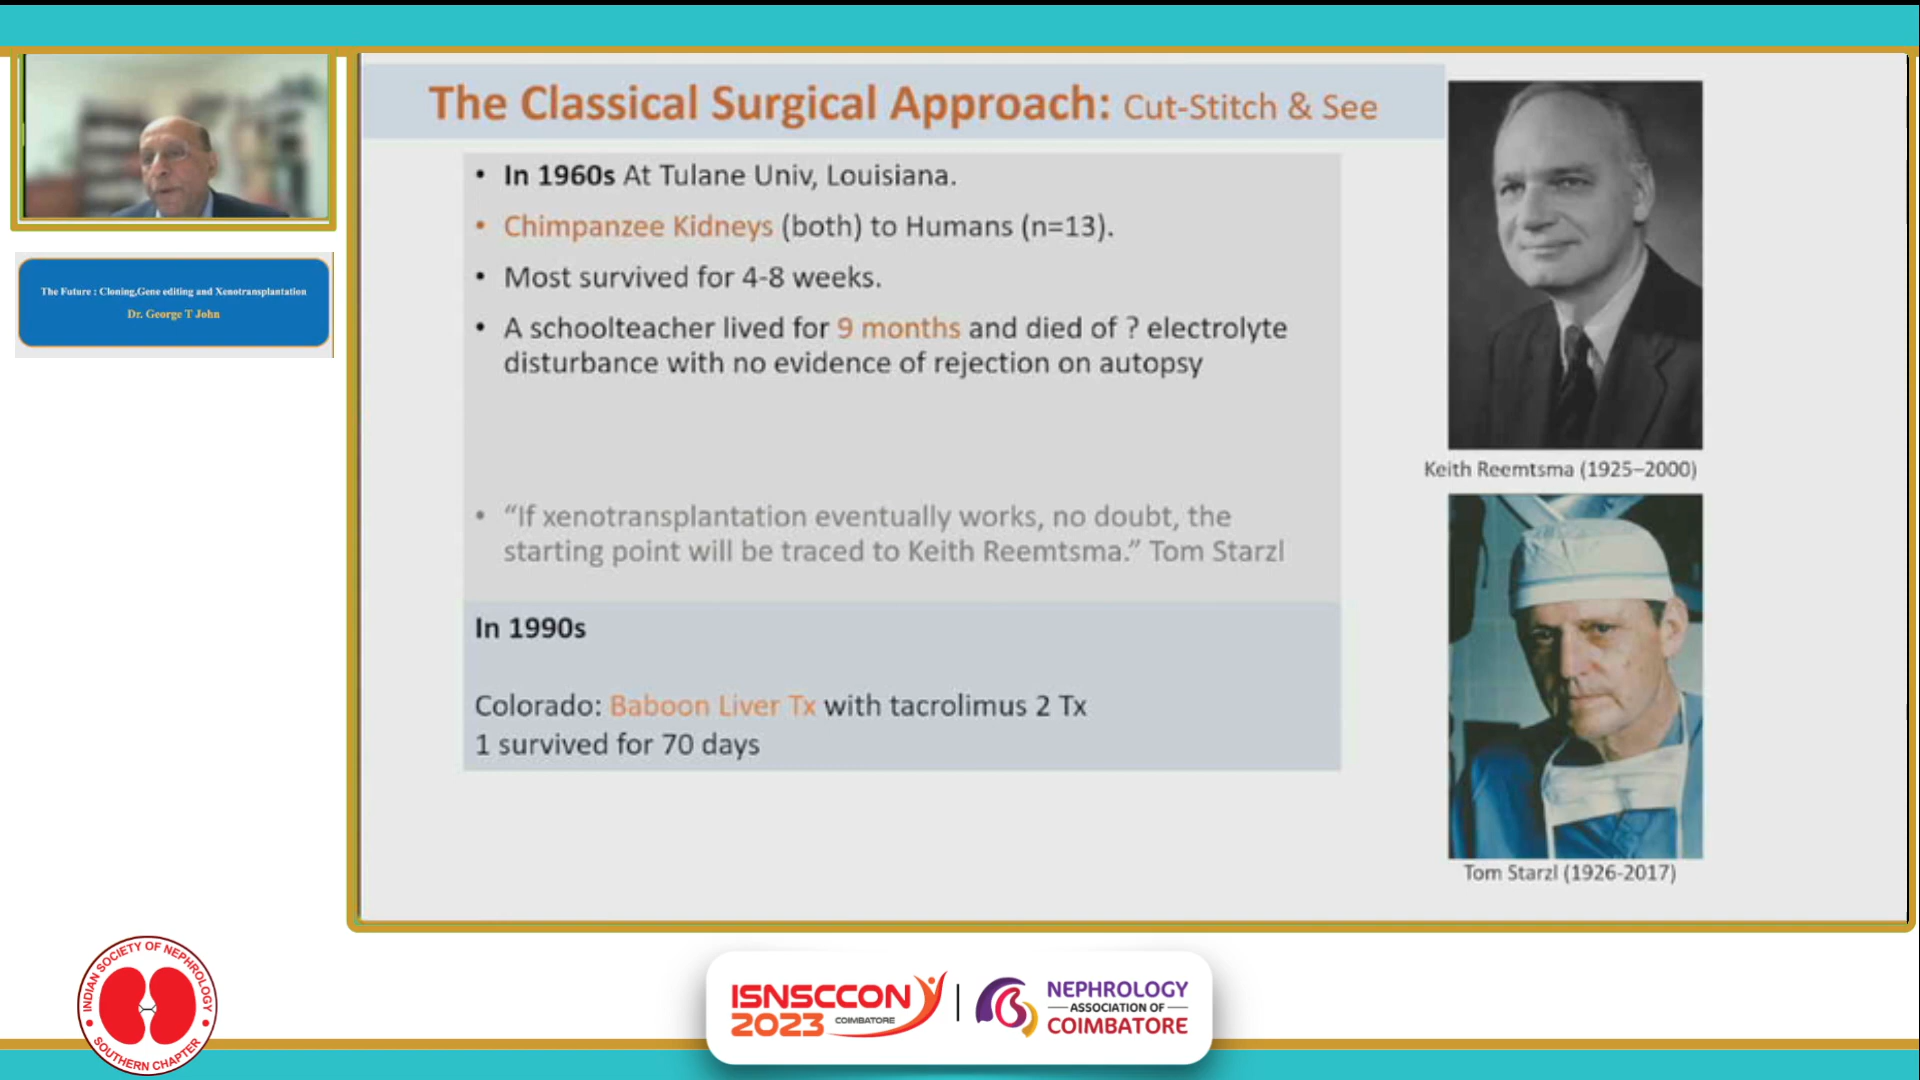 The Classical Surgical Approach: Cut-Stitch & See
• In 1960s At Tulane Univ, Louisiana.
• Chimpanzee Kidneys (both) to Humans (n=13).
• Most survived for 4-8 weeks.
• A schoolteacher lived for 9 months and died of ? electrolyte
disturbance with no evidence of rejection on autopsy
• “If xenotransplantation eventually works, no doubt, the
starting point will be traced to Keith Reemtsma.” Tom Starzl
In 1990s
Colorado: Baboon Liver Tx with tacrolimus 2 Tx
1 survived for 70 days
Keith Reemtsma (1925–2000)
Tom Starzl (1926-2017)
The Future : Cloning,Gene editing and Xenotransplantation
Dr. George T John
INDIAN SOCIETY OF NEPHROLOGY
SOUTHERN CHAPTER
ISNSCCON
2023 COIMBATORE
NEPHROLOGY
ASSOCIATION OF
COIMBATORE